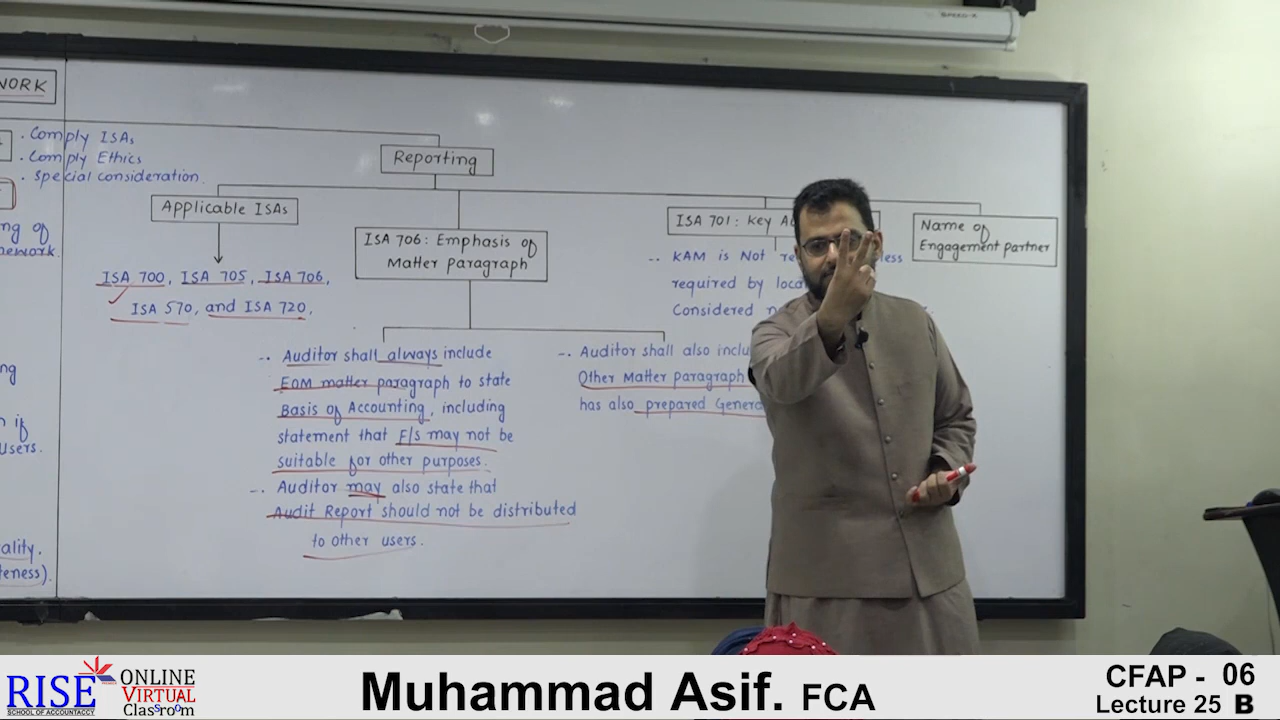 WORK
. Comply ISAs
. Comply Ethics
. Special consideration.
ng of
mework.
ng
n if
users.
ality.
teness).
Reporting
Applicable ISAs
ISA 700, ISA 705, ISA 706,
ISA 570, and ISA 720,
ISA 706: Emphasis of
Matter Paragraph
-. Auditor shall always include
EOM matter paragraph to state
Basis of Accounting, including
statement that F/s may not be
suitable for other purposes.
-. Auditor may also state that
Audit Report should not be distributed
to other users.
-. Auditor shall also inclu
Other Matter paragraph
has also prepared Genera
ISA 701: Key A
-. KAM is Not re less
required by loca
Considered n
Name of
Engagement partner
RISE
SCHOOL OF ACCOUNTANCY
ONLINE
VIRTUAL
Classroom
Muhammad Asif. FCA
CFAP - 06
Lecture 25 B